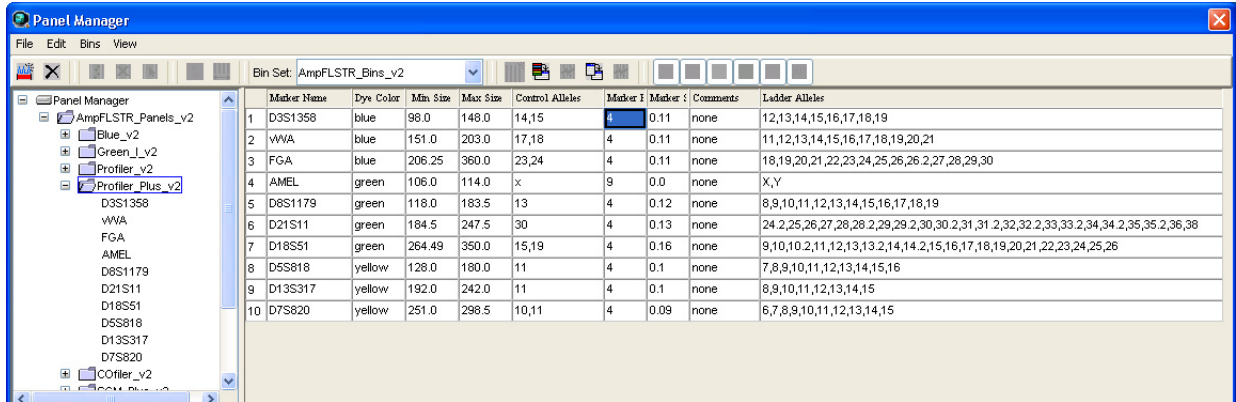 Panel Manager
File Edit Bins View
Bin Set: AmpFLSTR_Bins_v2
Panel Manager
AmpFLSTR_Panels_v2
Blue_v2
Green_I_v2
Profiler_v2
Profiler_Plus_v2
D3S1358
vWA
FGA
AMEL
D8S1179
D21S11
D18S51
D5S818
D13S317
D7S820
COfiler_v2
SGM_Plus_v2
Marker Name Dye Color Min Size Max Size Control Alleles Marker Marker Comments Ladder Alleles
1 D3S1358 blue 98.0 148.0 14,15 4 0.11 none 12,13,14,15,16,17,18,19
2 vWA blue 151.0 203.0 17,18 4 0.11 none 11,12,13,14,15,16,17,18,19,20,21
3 FGA blue 206.25 360.0 23,24 4 0.11 none 18,19,20,21,22,23,24,25,26,26.2,27,28,29,30
4 AMEL green 106.0 114.0 x 9 0.0 none X,Y
5 D8S1179 green 118.0 183.5 13 4 0.12 none 8,9,10,11,12,13,14,15,16,17,18,19
6 D21S11 green 184.5 247.5 30 4 0.13 none 24.2,25,26,27,28,28.2,29,29.2,30,30.2,31,31.2,32,32.2,33,33.2,34,34.2,35,35.2,36,38
7 D18S51 green 264.49 350.0 15,19 4 0.16 none 9,10,10.2,11,12,13,13.2,14,14.2,15,16,17,18,19,20,21,22,23,24,25,26
8 D5S818 yellow 128.0 180.0 11 4 0.1 none 7,8,9,10,11,12,13,14,15,16
9 D13S317 yellow 192.0 242.0 11 4 0.1 none 8,9,10,11,12,13,14,15
10 D7S820 yellow 251.0 298.5 10,11 4 0.09 none 6,7,8,9,10,11,12,13,14,15